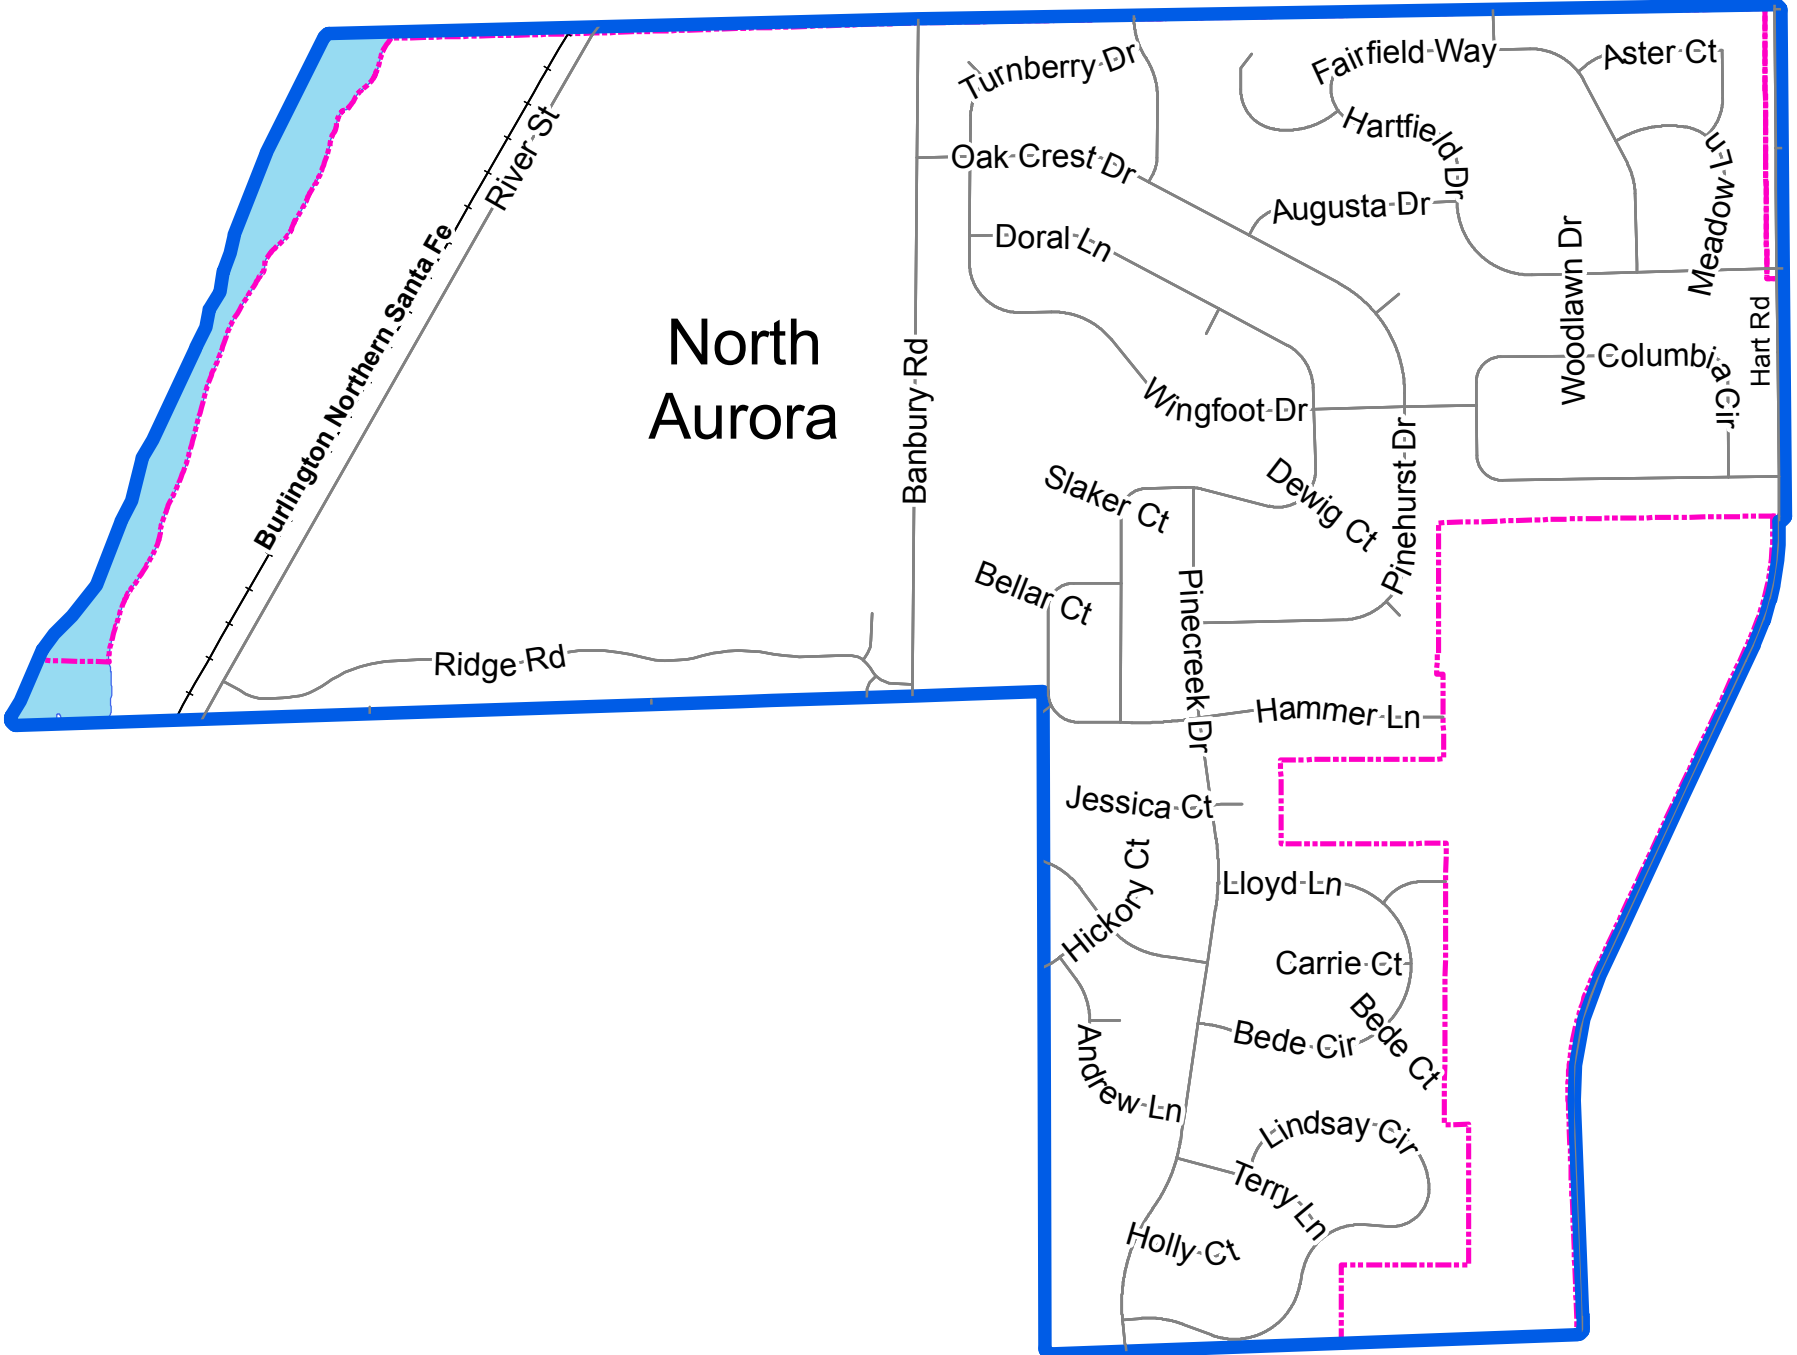 Turnberry Dr
Fairfield Way
Aster Ct
River St
Hartfield Dr
Oak Crest Dr
Meadow Ln
Augusta Dr
Doral Ln
Woodlawn Dr
Burlington Northern Santa Fe
North
Aurora
Hart Rd
Columbia Cir
Banbury Rd
Wingfoot Dr
Pinehurst Dr
Slaker Ct
Dewig Ct
Bellar Ct
Pinecreek Dr
Ridge Rd
Hammer Ln
Jessica Ct
Hickory Ct
Lloyd Ln
Carrie Ct
Bede Cir
Bede Ct
Andrew Ln
Lindsay Cir
Terry Ln
Holly Ct